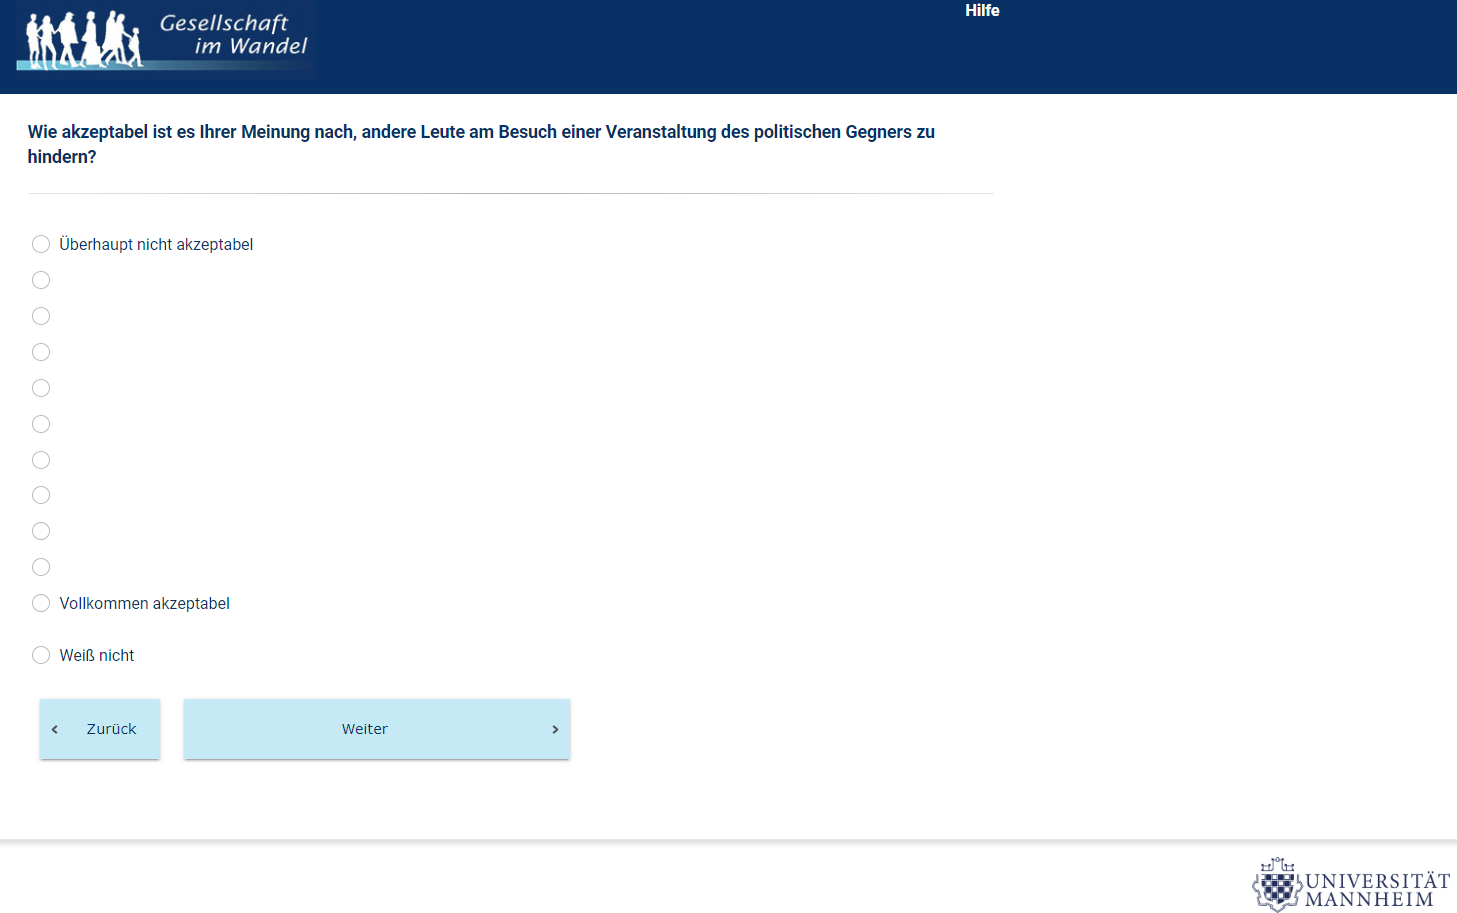 Gesellschaft
im Wandel
Hilfe
Wie akzeptabel ist es Ihrer Meinung nach, andere Leute am Besuch einer Veranstaltung des politischen Gegners zu
hindern?
Überhaupt nicht akzeptabel
Vollkommen akzeptabel
Weiß nicht
‹ Zurück
Weiter ›
UNIVERSITÄT
MANNHEIM